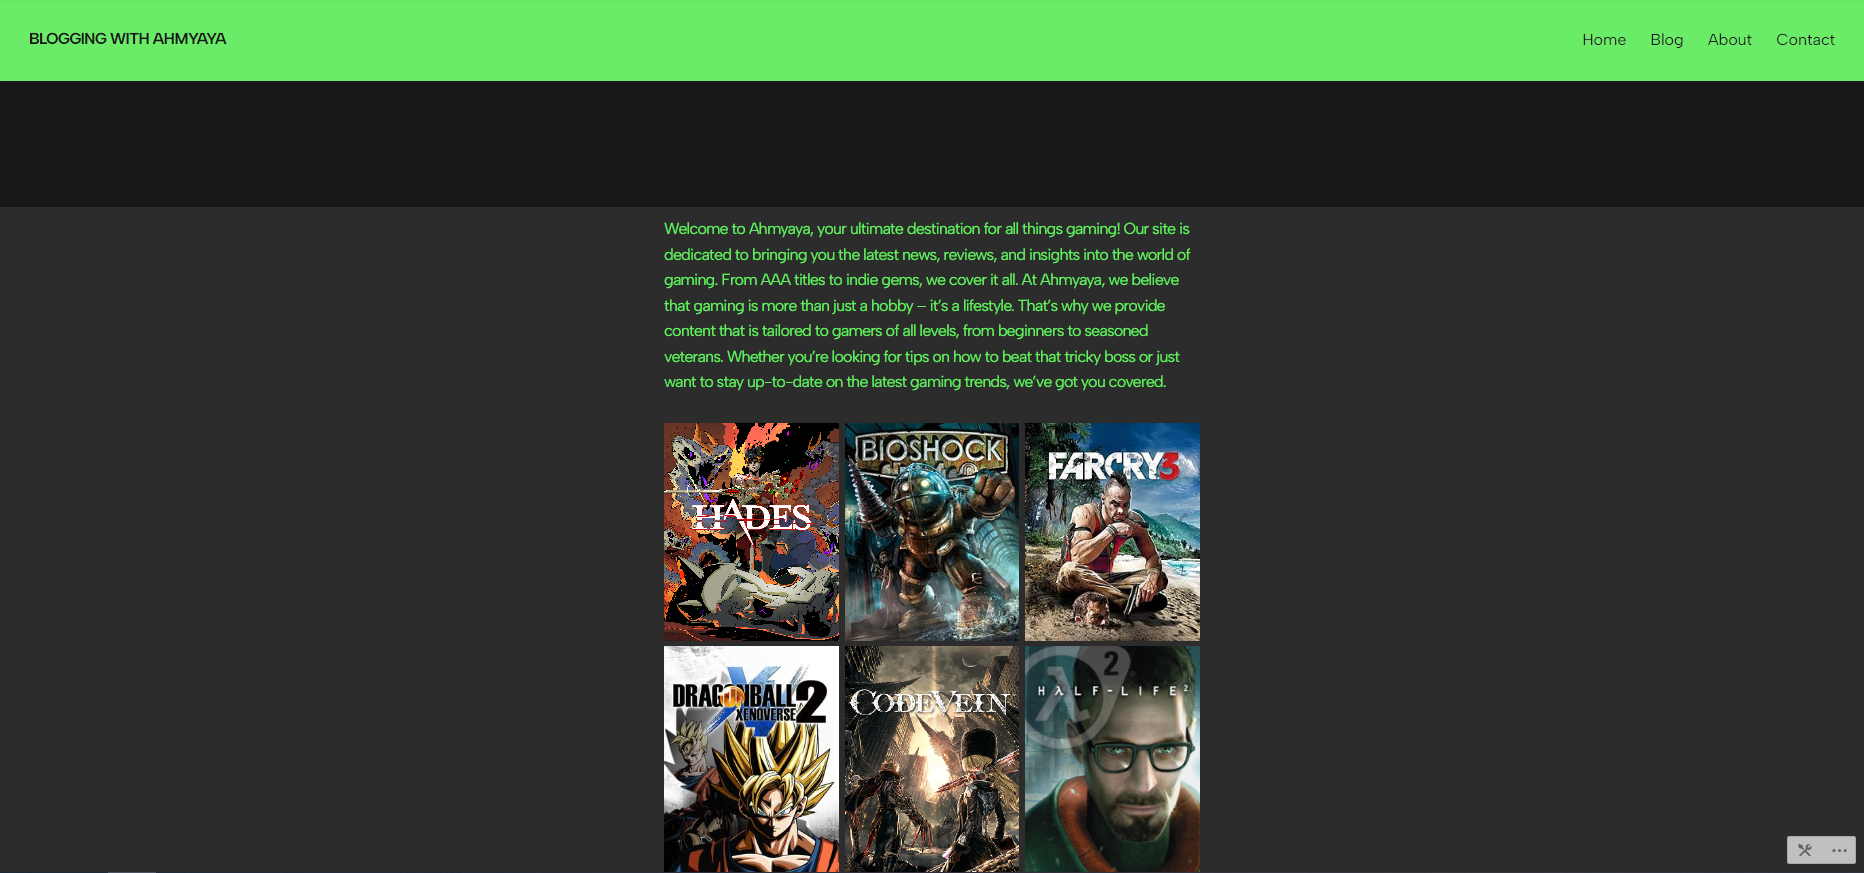 BLOGGING WITH AHMYAYA
Home Blog About Contact
Welcome to Ahmyaya, your ultimate destination for all things gaming! Our site is
dedicated to bringing you the latest news, reviews, and insights into the world of
gaming. From AAA titles to indie gems, we cover it all. At Ahmyaya, we believe
that gaming is more than just a hobby – it’s a lifestyle. That’s why we provide
content that is tailored to gamers of all levels, from beginners to seasoned
veterans. Whether you’re looking for tips on how to beat that tricky boss or just
want to stay up-to-date on the latest gaming trends, we’ve got you covered.
HADES
BIOSHOCK
FARCRY3
DRAGONBALL
XENOVERSE 2
CODE VEIN
2
HλLF-LIFE²